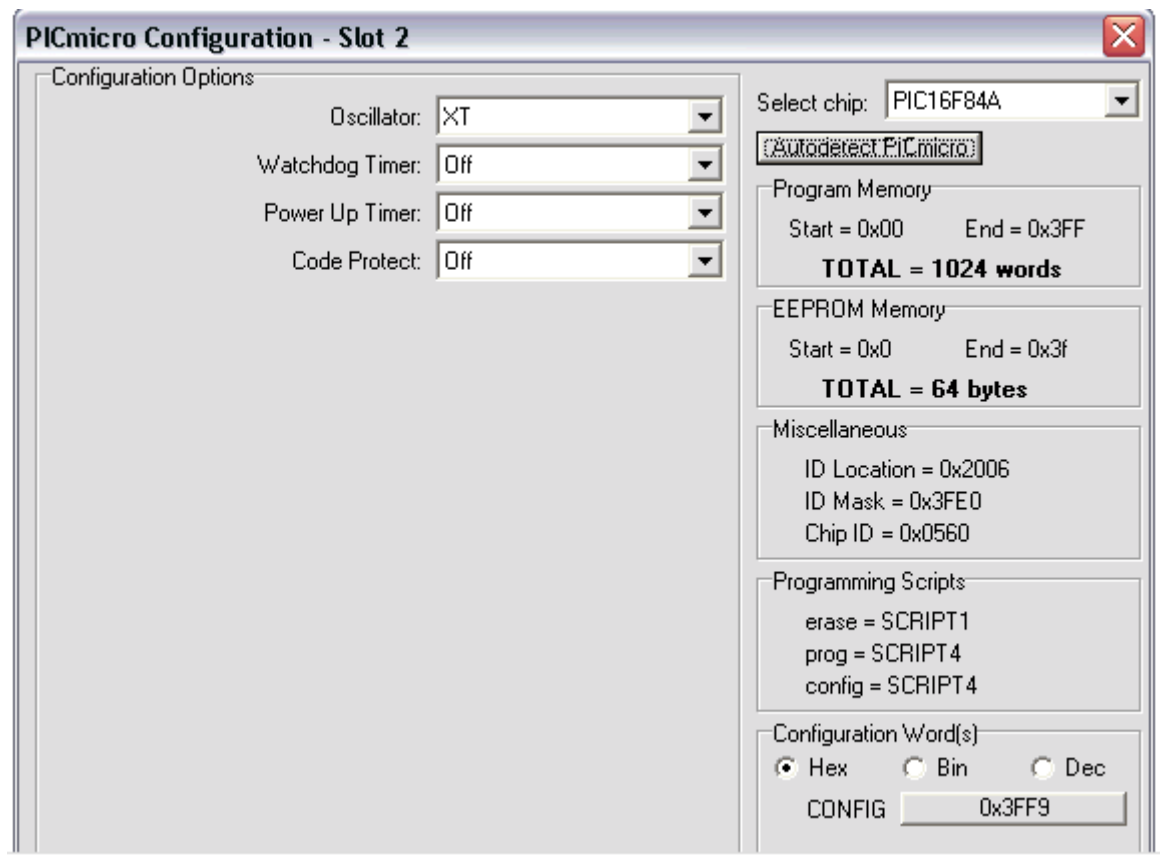 PICmicro Configuration - Slot 2
Configuration Options
Oscillator: XT
Watchdog Timer: Off
Power Up Timer: Off
Code Protect: Off
Select chip: PIC16F84A
Autodetect PICmicro
Program Memory
Start = 0x00 End = 0x3FF
TOTAL = 1024 words
EEPROM Memory
Start = 0x0 End = 0x3f
TOTAL = 64 bytes
Miscellaneous
ID Location = 0x2006
ID Mask = 0x3FE0
Chip ID = 0x0560
Programming Scripts
erase = SCRIPT1
prog = SCRIPT4
config = SCRIPT4
Configuration Word(s)
Hex Bin Dec
CONFIG 0x3FF9